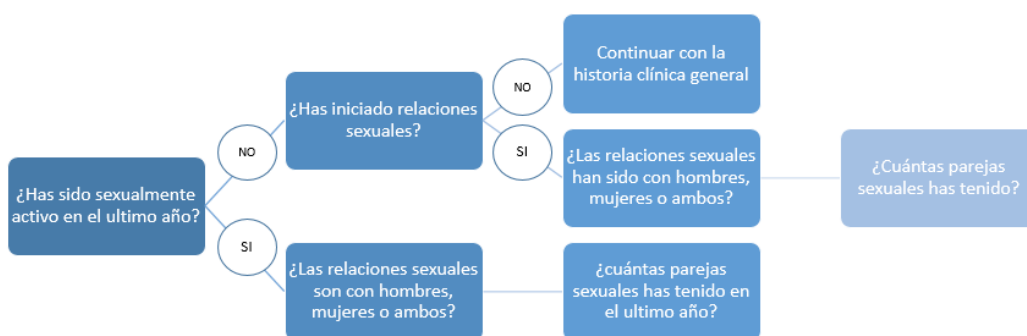 ¿Has sido sexualmente
activo en el ultimo año?
NO
¿Has iniciado relaciones
sexuales?
NO
Continuar con la
historia clínica general
SI
¿Las relaciones sexuales
han sido con hombres,
mujeres o ambos?
¿Cuántas parejas
sexuales has tenido?
SI
¿Las relaciones sexuales
son con hombres,
mujeres o ambos?
¿cuántas parejas
sexuales has tenido en
el ultimo año?